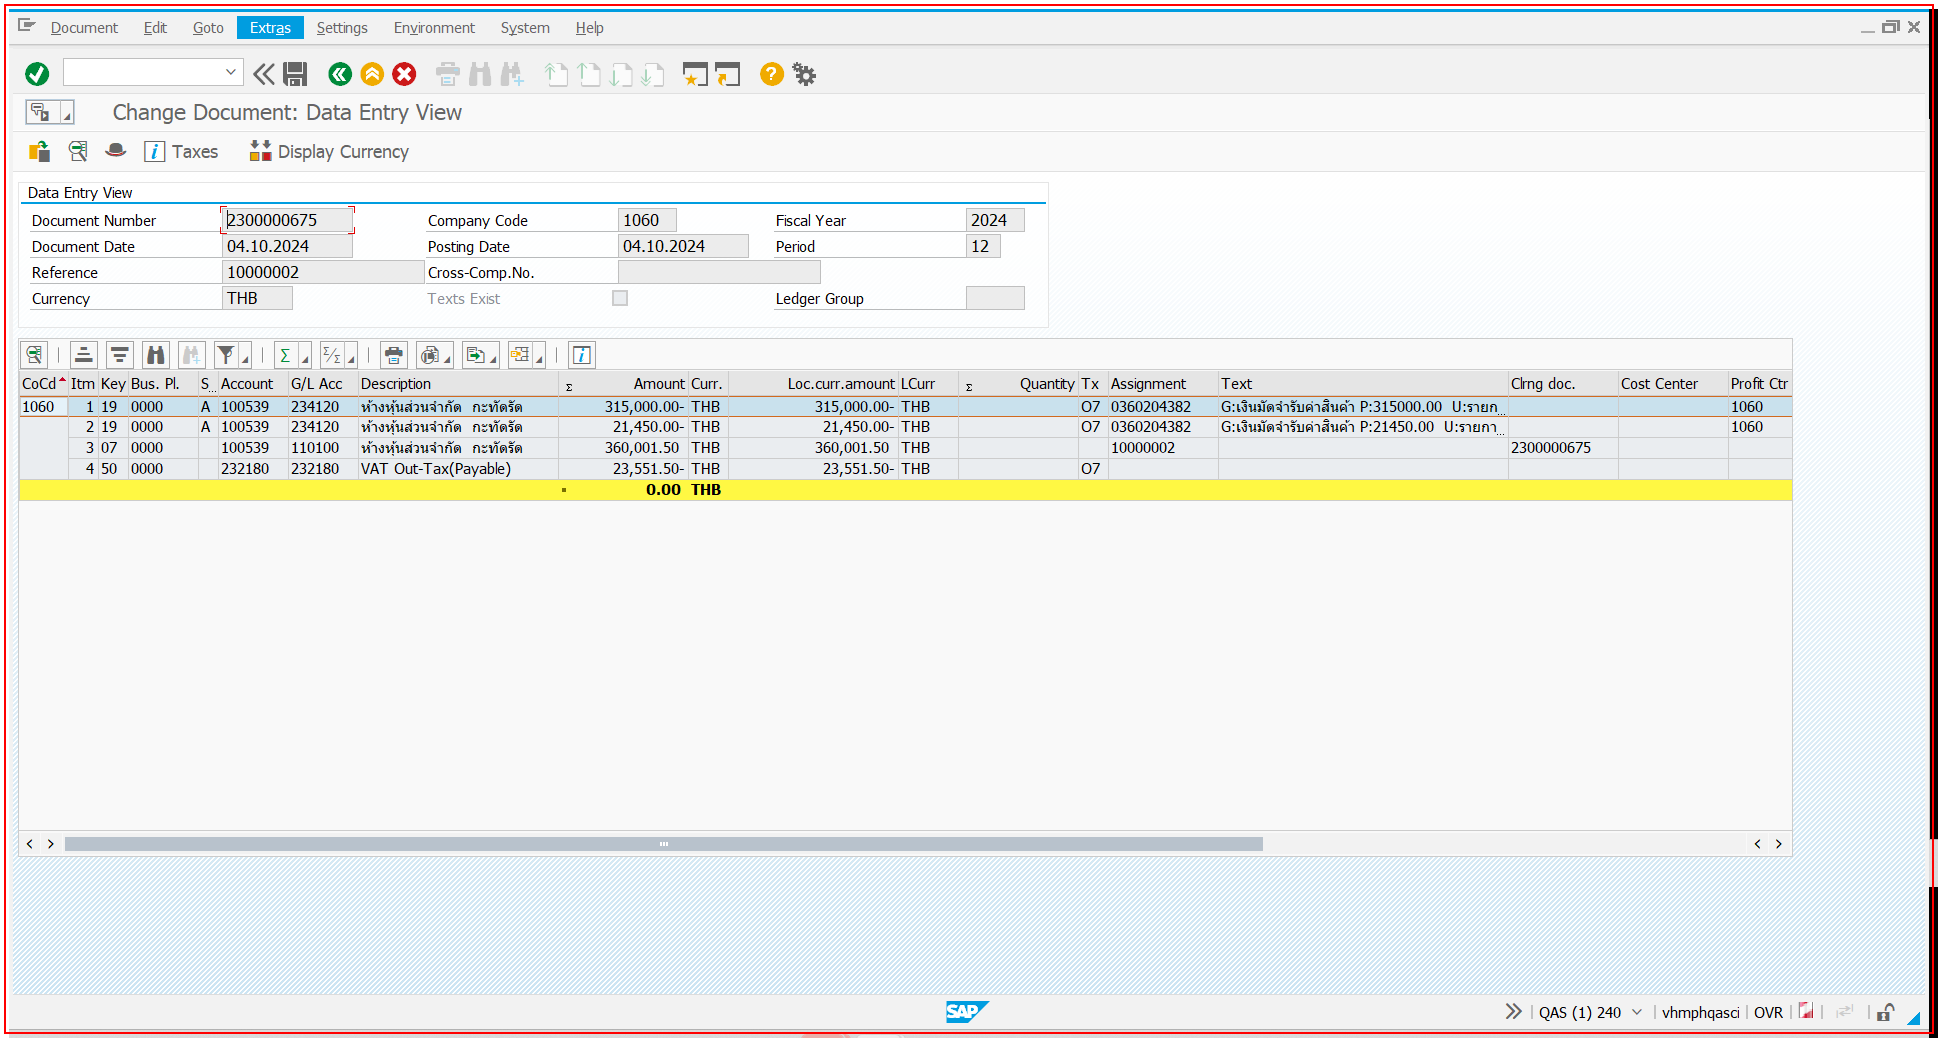 Document Edit Goto Extras Settings Environment System Help
Change Document: Data Entry View
Taxes Display Currency
Data Entry View
Document Number 2300000675 Company Code 1060 Fiscal Year 2024
Document Date 04.10.2024 Posting Date 04.10.2024 Period 12
Reference 10000002 Cross-Comp.No.
Currency THB Texts Exist Ledger Group
CoCd Itm Key Bus. Pl. S... Account G/L Acc Description Σ Amount Curr. Loc.curr.amount LCurr Σ Quantity Tx Assignment Text Clrng doc. Cost Center Profit Ctr
1060 1 19 0000 A 100539 234120 ห้างหุ้นส่วนจำกัด กะทัดรัด 315,000.00- THB 315,000.00- THB O7 0360204382 G:เงินมัดจำรับค่าสินค้า P:315000.00 U:รายก... 1060
2 19 0000 A 100539 234120 ห้างหุ้นส่วนจำกัด กะทัดรัด 21,450.00- THB 21,450.00- THB O7 0360204382 G:เงินมัดจำรับค่าสินค้า P:21450.00 U:รายกา... 1060
3 07 0000 100539 110100 ห้างหุ้นส่วนจำกัด กะทัดรัด 360,001.50 THB 360,001.50 THB 10000002 2300000675
4 50 0000 232180 232180 VAT Out-Tax(Payable) 23,551.50- THB 23,551.50- THB O7
0.00 THB
SAP QAS (1) 240 vhmphqasci OVR